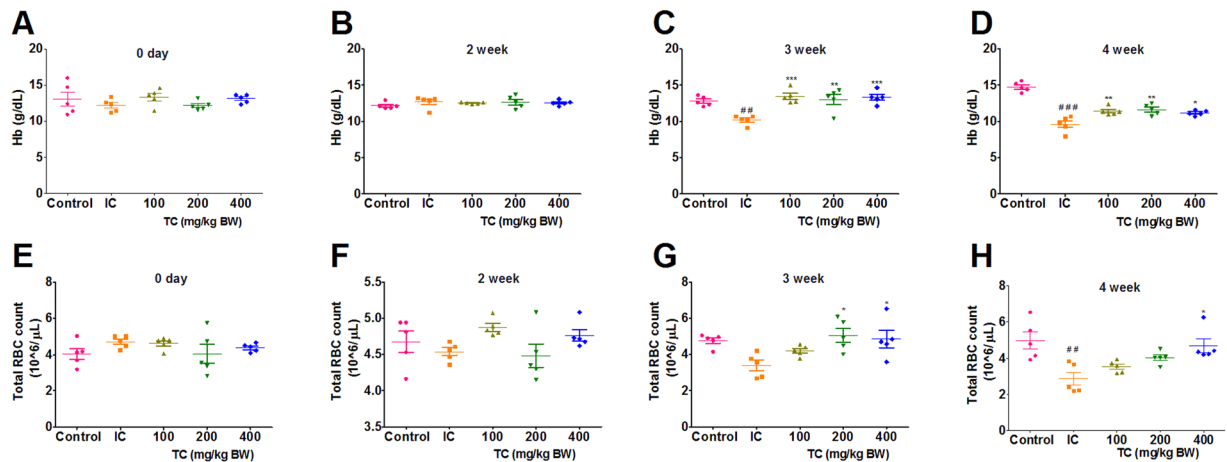 A
0 day
Hb (g/dL)
20
15
10
5
0
Control IC 100 200 400
TC (mg/kg BW)
B
2 week
Hb (g/dL)
20
15
10
5
0
Control IC 100 200 400
TC (mg/kg BW)
C
3 week
Hb (g/dL)
20
15
10
5
0
##
***
**
***
Control IC 100 200 400
TC (mg/kg BW)
D
4 week
Hb (g/dL)
20
15
10
5
0
###
**
**
*
Control IC 100 200 400
TC (mg/kg BW)
E
0 day
Total RBC count
(10^6/ μL)
8
6
4
2
0
Control IC 100 200 400
TC (mg/kg BW)
F
2 week
Total RBC count
(10^6/ μL)
5.5
5.0
4.5
4.0
3.5
Control IC 100 200 400
TC (mg/kg BW)
G
3 week
Total RBC count
(10^6/ μL)
8
6
4
2
0
*
*
Control IC 100 200 400
TC (mg/kg BW)
H
4 week
Total RBC count
(10^6/ μL)
8
6
4
2
0
##
*
Control IC 100 200 400
TC (mg/kg BW)